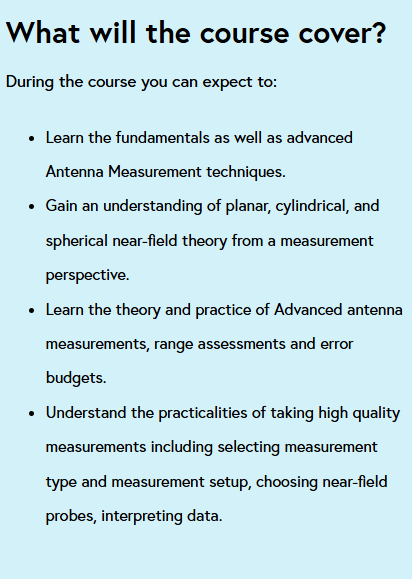 What will the course cover?
During the course you can expect to:
• Learn the fundamentals as well as advanced
Antenna Measurement techniques.
• Gain an understanding of planar, cylindrical, and
spherical near-field theory from a measurement
perspective.
• Learn the theory and practice of Advanced antenna
measurements, range assessments and error
budgets.
• Understand the practicalities of taking high quality
measurements including selecting measurement
type and measurement setup, choosing near-field
probes, interpreting data.